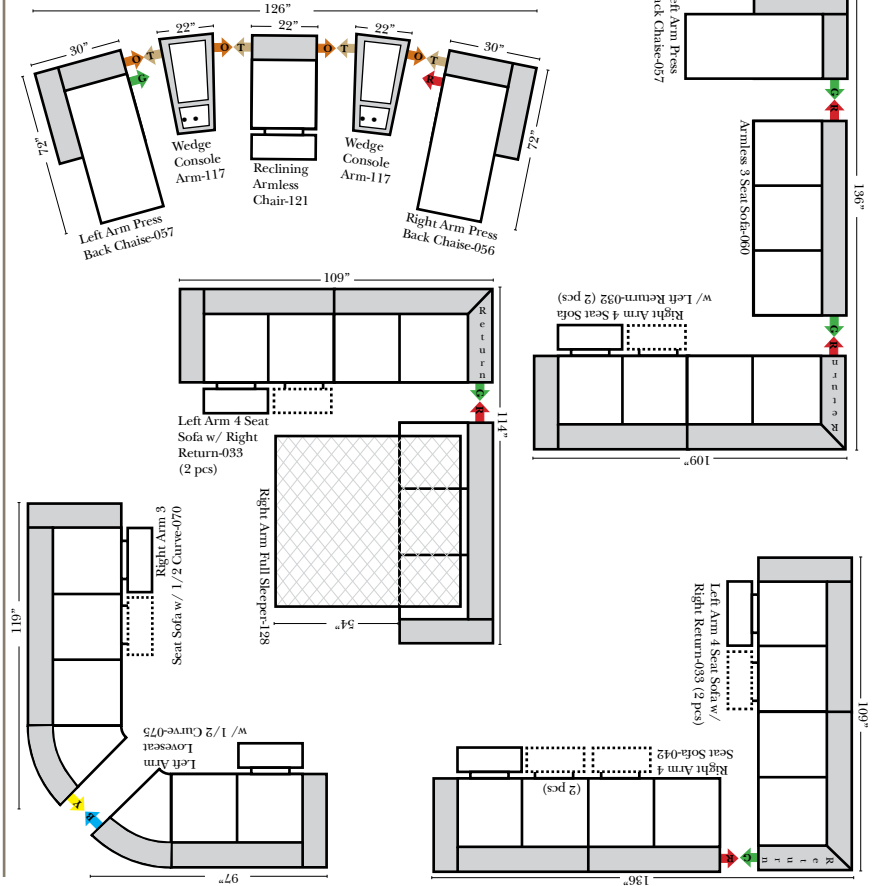 126”
30”
22”
22”
22”
30”
O
T
G
O
T
O
T
O
T
R
72”
72”
Wedge
Console
Arm-117
Reclining
Armless
Chair-121
Wedge
Console
Arm-117
Left Arm Press
Back Chaise-057
Right Arm Press
Back Chaise-056
eft Arm Press
ack Chaise-057
G
R
Armless 3 Seat Sofa-060
136”
G
R
Right Arm 4 Seat Sofa
w/ Left Return-032 (2 pcs)
Return
109”
109”
Return
G
R
114”
Left Arm 4 Seat
Sofa w/ Right
Return-033
(2 pcs)
Right Arm Full Sleeper-128
54”
119”
Right Arm 3
Seat Sofa w/ 1/2 Curve-070
Y
B
Left Arm
Loveseat
w/ 1/2 Curve-075
97”
Left Arm 4 Seat Sofa w/
Right Return-033 (2 pcs)
109”
Return
Right Arm 4
Seat Sofa-042
(2 pcs)
R
G
136”